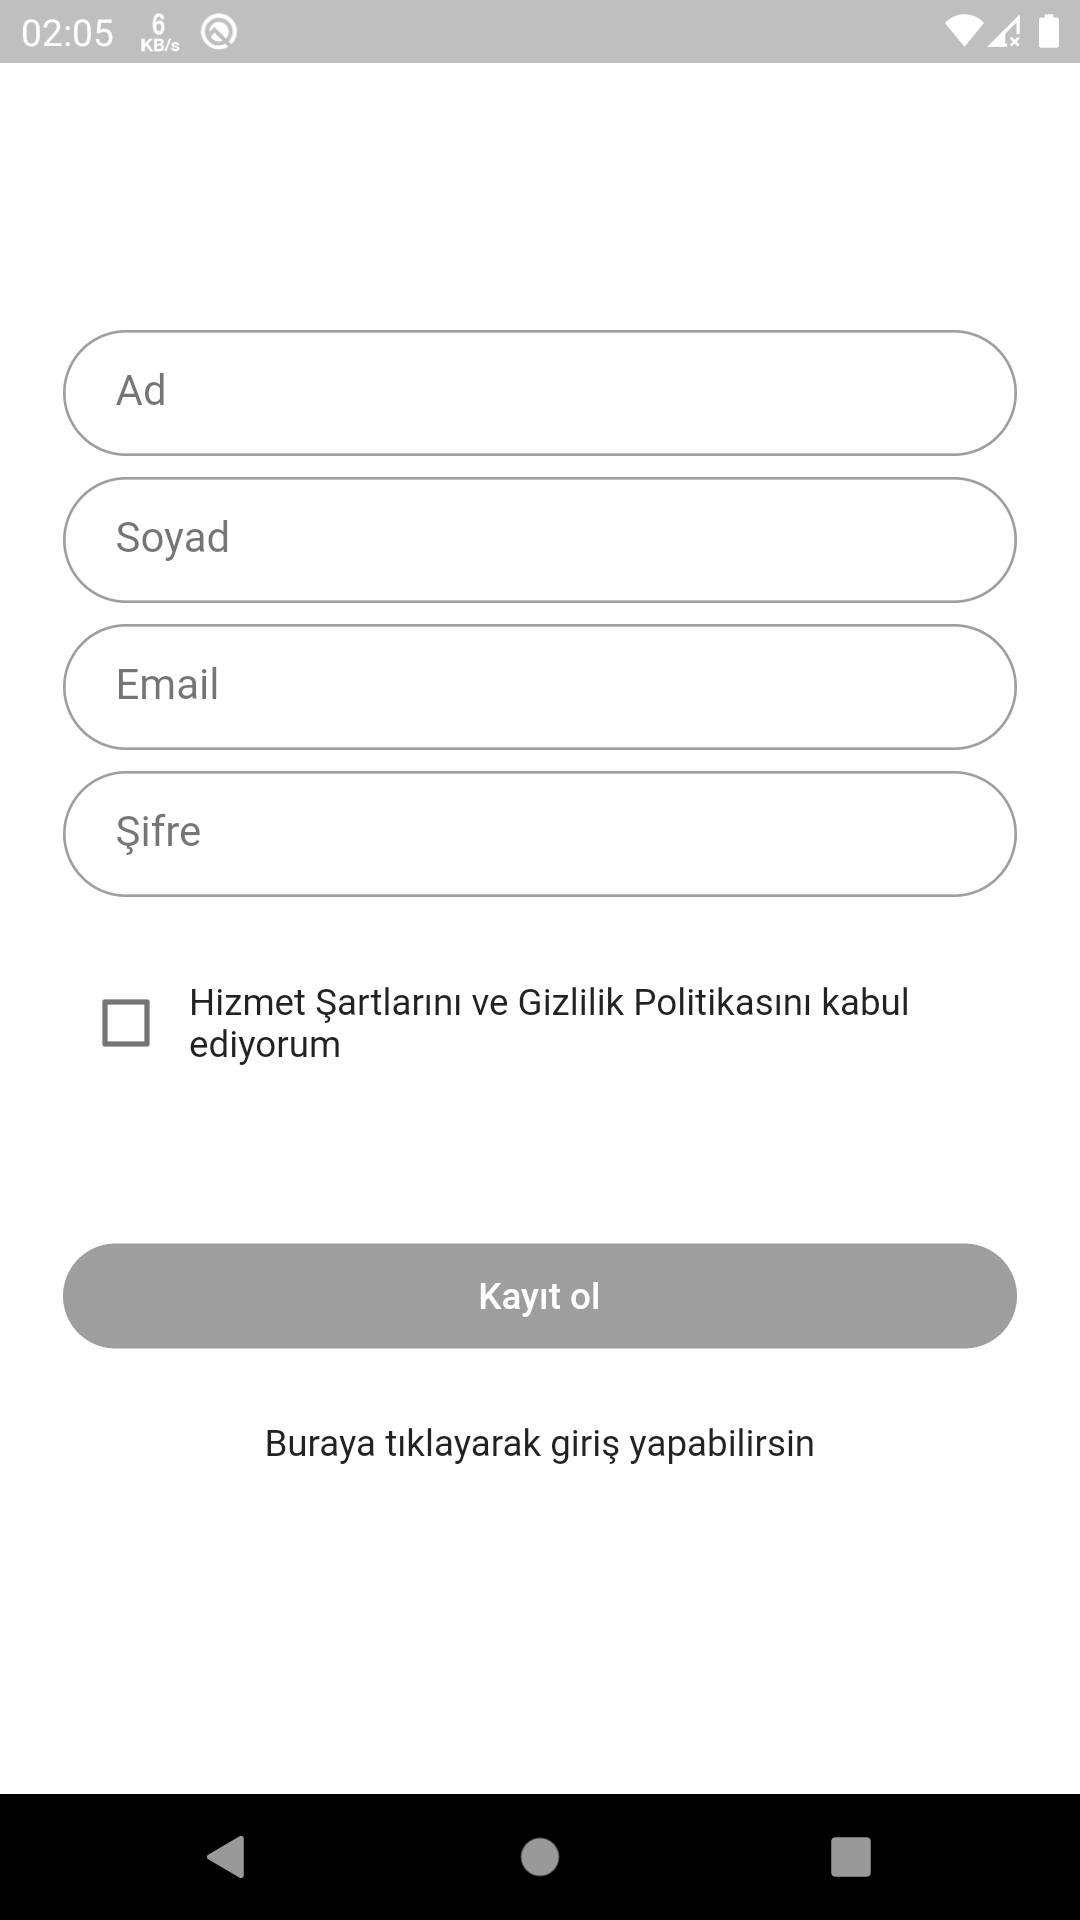 02:05
6
KB/s
Ad
Soyad
Email
Şifre
Hizmet Şartlarını ve Gizlilik Politikasını kabul
ediyorum
Kayıt ol
Buraya tıklayarak giriş yapabilirsin